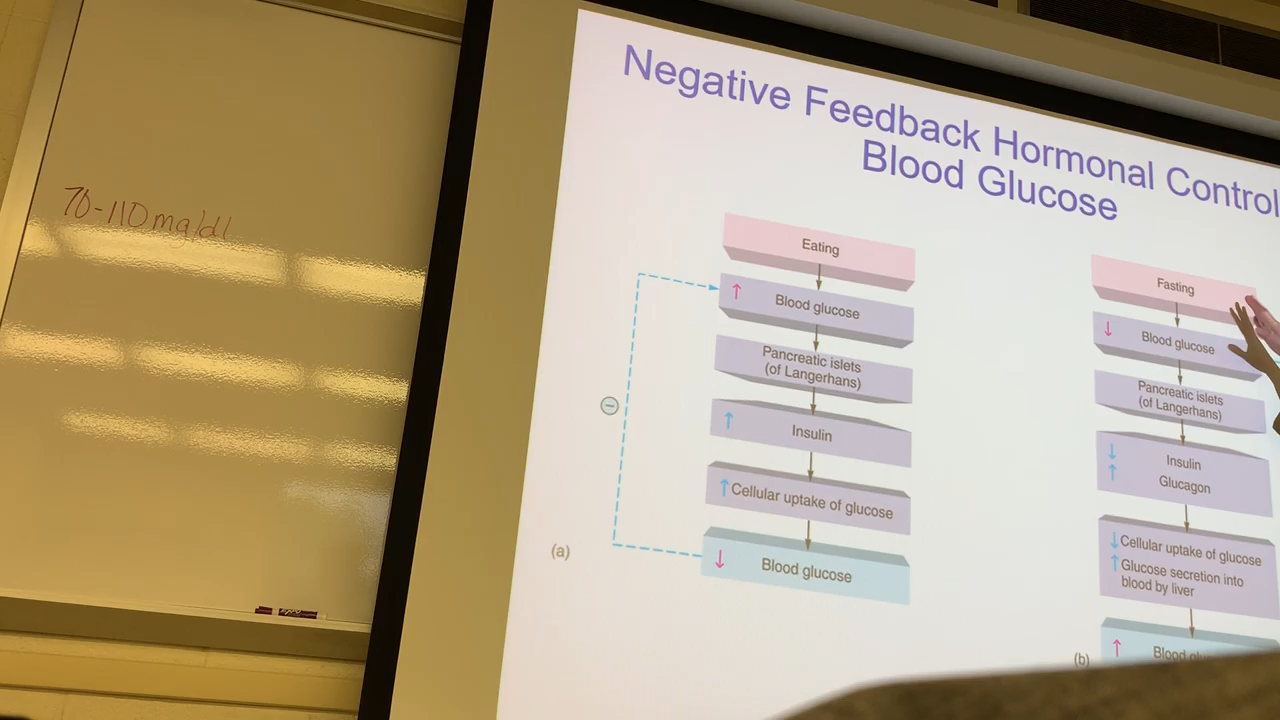 70-110mg/dl
Negative Feedback Hormonal Control
Blood Glucose
Eating
↑ Blood glucose
Pancreatic islets
(of Langerhans)
↑ Insulin
↑ Cellular uptake of glucose
↓ Blood glucose
(a)
Fasting
↓ Blood glucose
Pancreatic islets
(of Langerhans)
↓ Insulin
↑ Glucagon
↓ Cellular uptake of glucose
↑ Glucose secretion into
blood by liver
↑ Blood
(b)